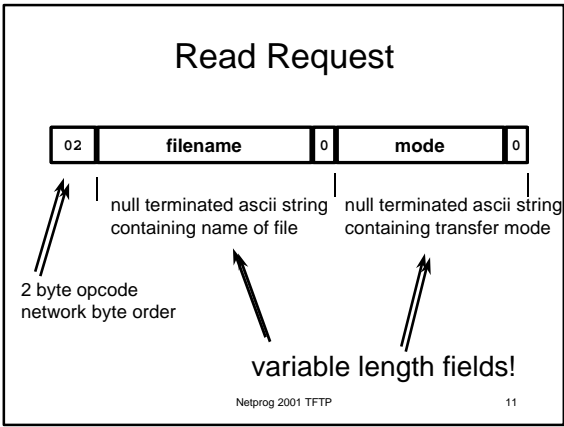 Read Request
02 filename 0 mode 0
null terminated ascii string
containing name of file
null terminated ascii string
containing transfer mode
2 byte opcode
network byte order
variable length fields!
Netprog 2001 TFTP 11